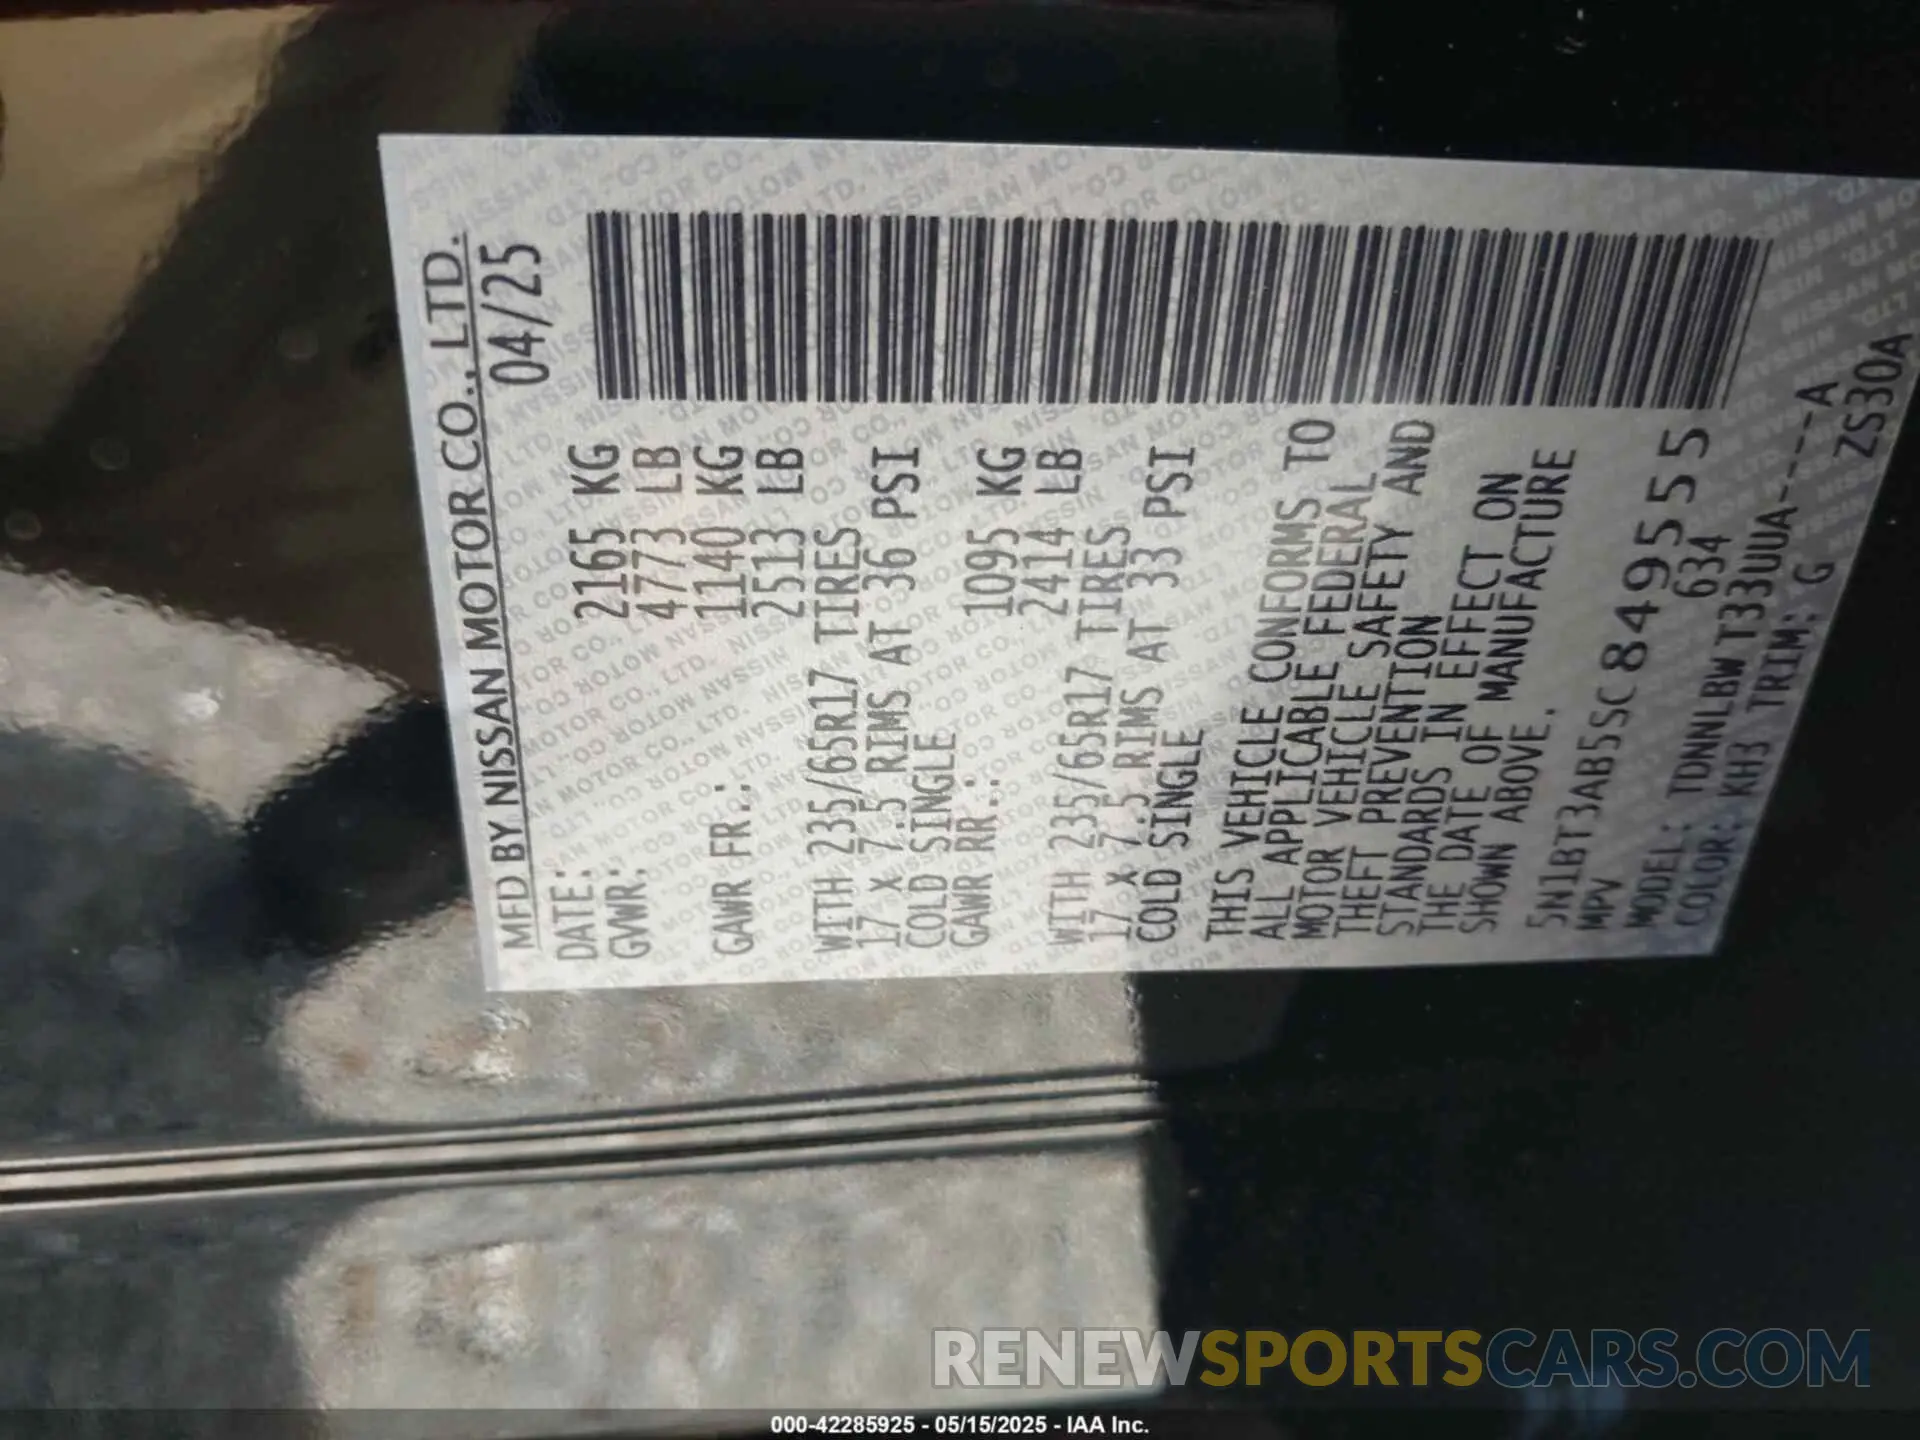 MFD BY NISSAN MOTOR CO., LTD.
DATE: 04/25
GVWR: 2165 KG
4773 LB
GAWR FR.: 1140 KG
2513 LB
WITH 235/65R17 TIRES
17 X 7.5 RIMS AT 36 PSI
COLD SINGLE
GAWR RR.: 1095 KG
2414 LB
WITH 235/65R17 TIRES
17 X 7.5 RIMS AT 33 PSI
COLD SINGLE
THIS VEHICLE CONFORMS TO
ALL APPLICABLE FEDERAL
MOTOR VEHICLE SAFETY AND
THEFT PREVENTION
STANDARDS IN EFFECT ON
THE DATE OF MANUFACTURE
SHOWN ABOVE.
5N1BT3AB5SC849555
MPV 634
MODEL: TDNNLBWT33UUA----A
COLOR: KH3 TRIM: G ZS30A
RENEWSPORTSCARS.COM
000-42285925 - 05/15/2025 - IAA Inc.